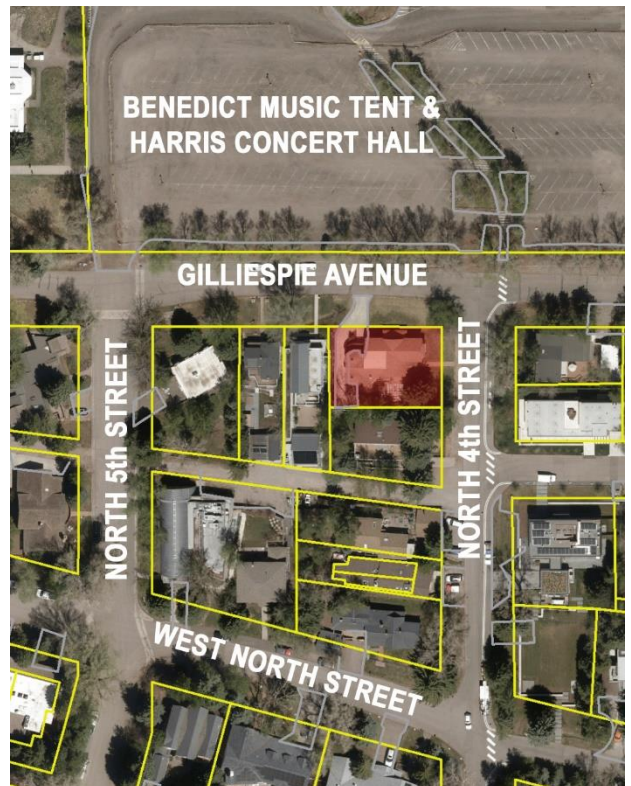 BENEDICT MUSIC TENT &
HARRIS CONCERT HALL
GILLIESPIE AVENUE
NORTH 5th STREET
NORTH 4th STREET
WEST NORTH STREET